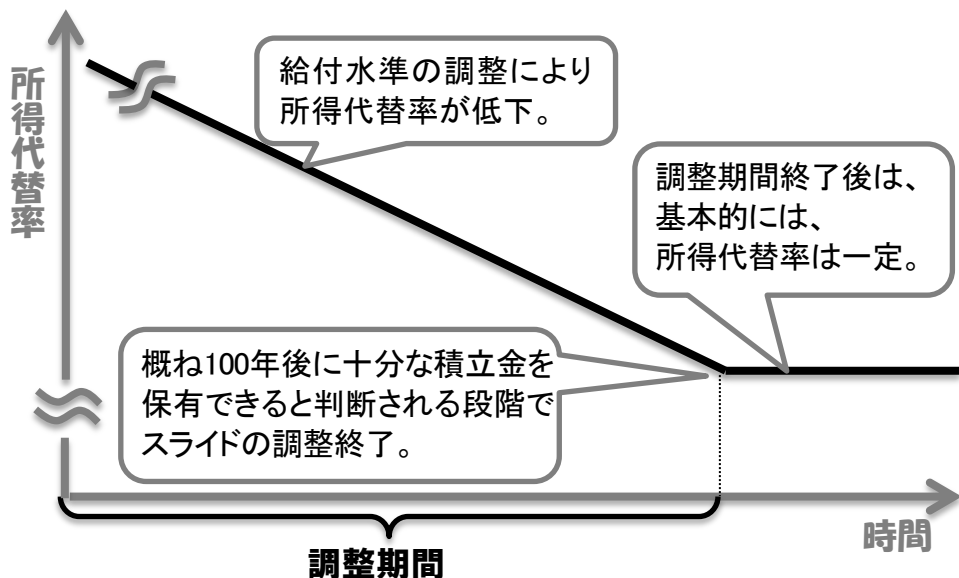 所得代替率
給付水準の調整により
所得代替率が低下。
調整期間終了後は、
基本的には、
所得代替率は一定。
概ね100年後に十分な積立金を
保有できると判断される段階で
スライドの調整終了。
時間
調整期間